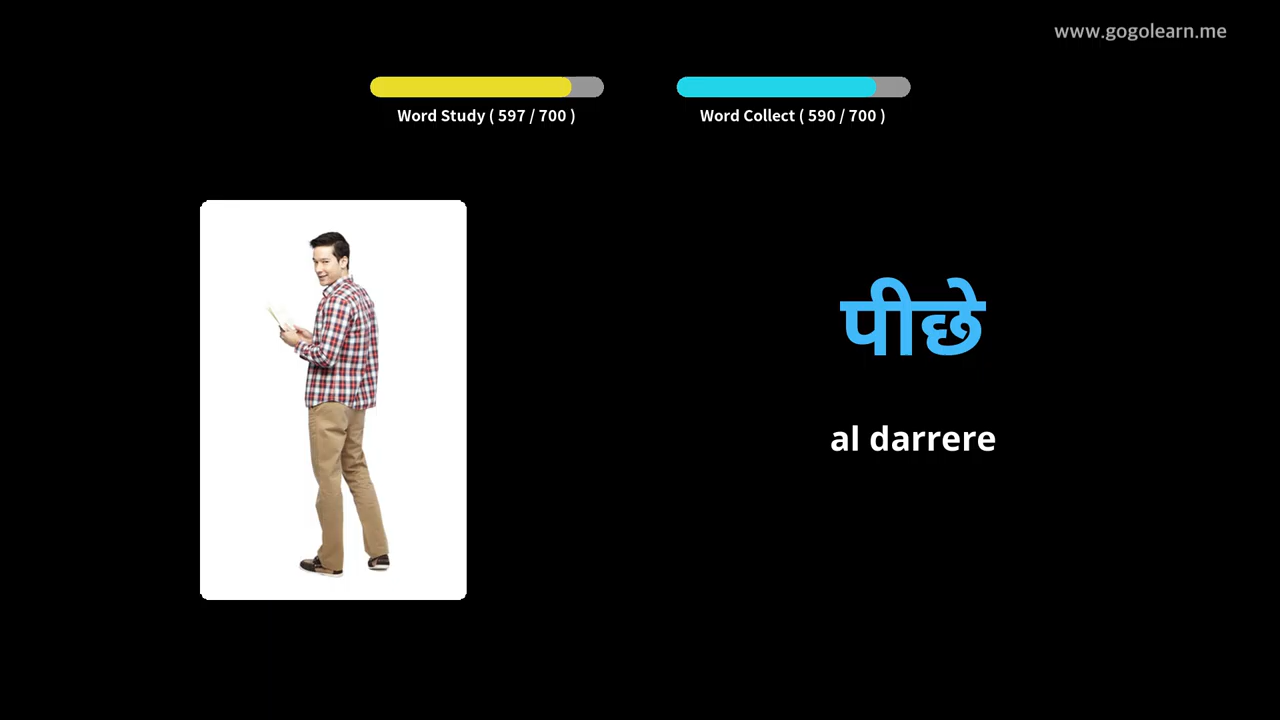 www.gogolearn.me
Word Study ( 597 / 700 )
Word Collect ( 590 / 700 )
पीछे
al darrere